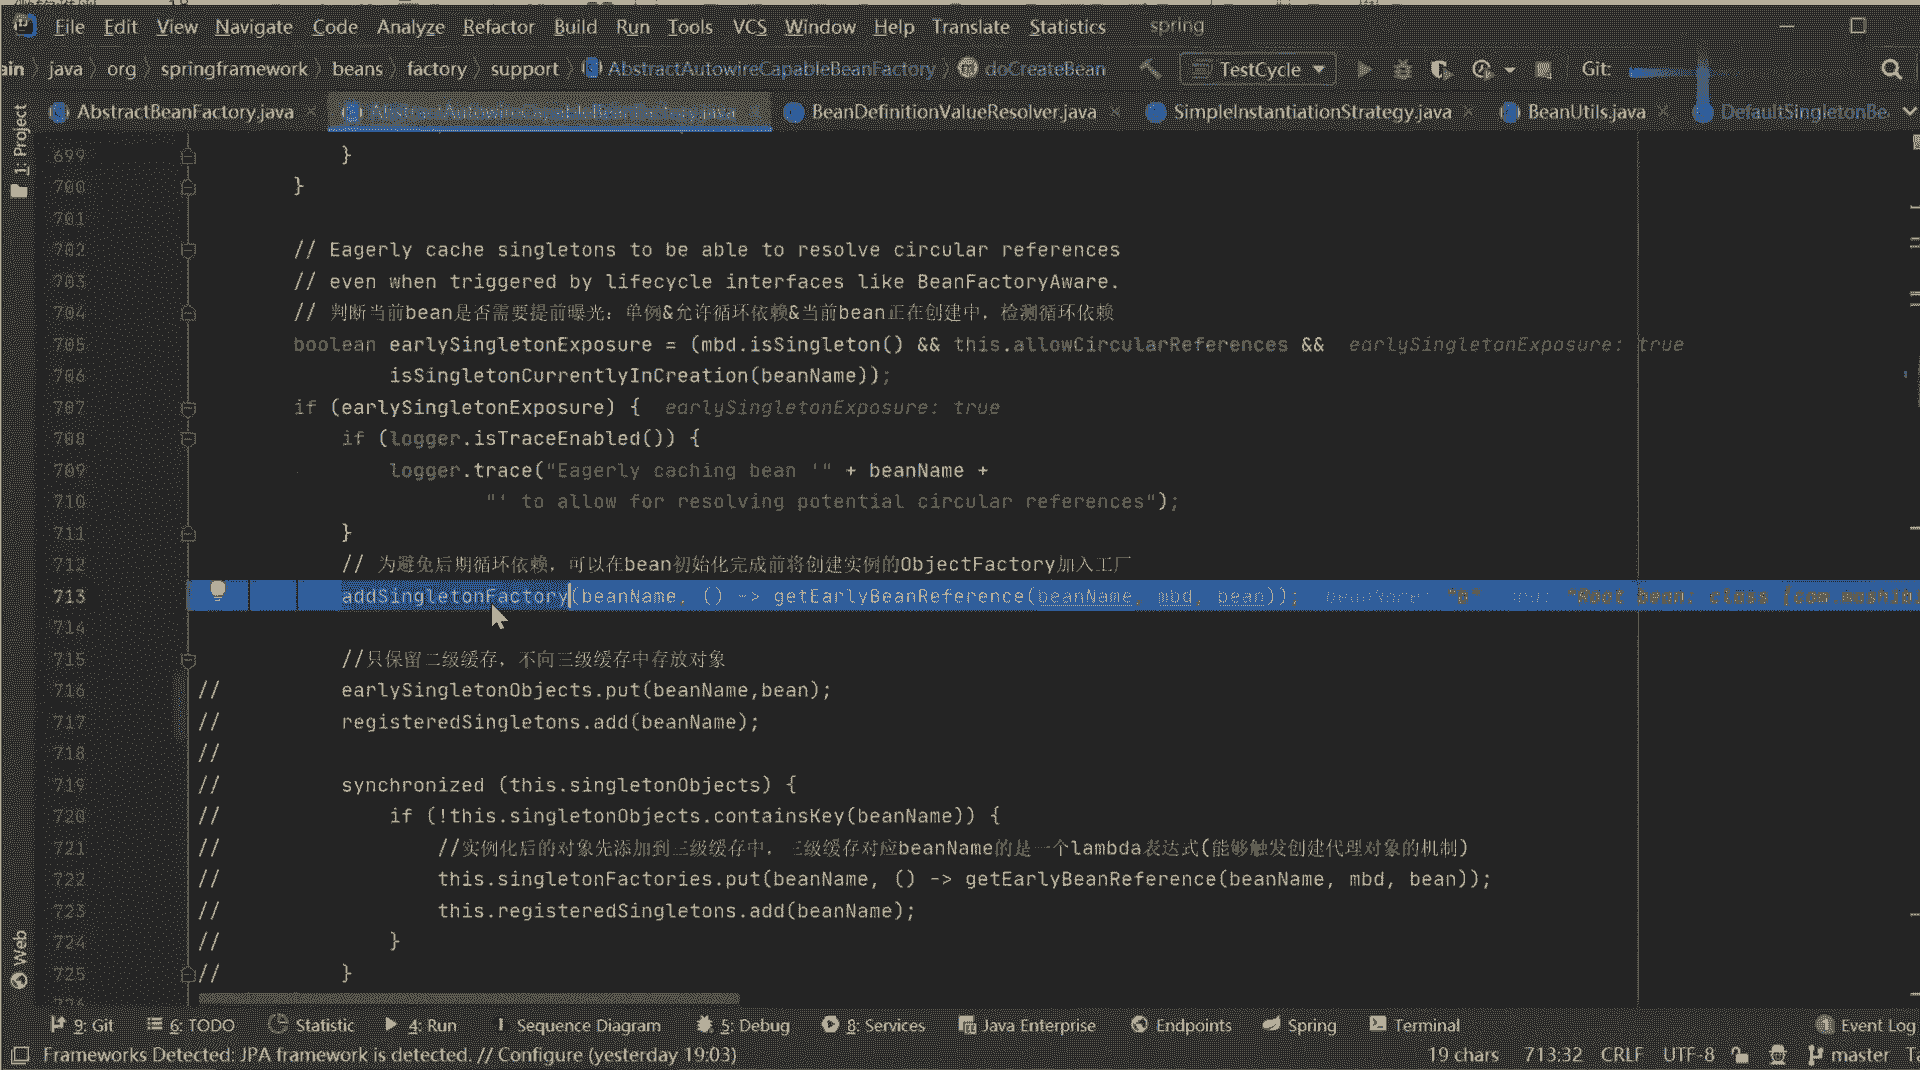 File Edit View Navigate Code Analyze Refactor Build Run Tools VCS Window Help Translate Statistics spring
ain java org springframework beans factory support AbstractAutowireCapableBeanFactory doCreateBean TestCycle Git:
AbstractBeanFactory.java AbstractAutowireCapableBeanFactory.java BeanDefinitionValueResolver.java SimpleInstantiationStrategy.java BeanUtils.java DefaultSingletonBe
1: Project
699 }
700 }
701
702 // Eagerly cache singletons to be able to resolve circular references
703 // even when triggered by lifecycle interfaces like BeanFactoryAware.
704 // 判断当前bean是否需要提前曝光：单例&允许循环依赖&当前bean正在创建中，检测循环依赖
705 boolean earlySingletonExposure = (mbd.isSingleton() && this.allowCircularReferences && earlySingletonExposure: true
706 isSingletonCurrentlyInCreation(beanName));
707 if (earlySingletonExposure) { earlySingletonExposure: true
708 if (logger.isTraceEnabled()) {
709 logger.trace("Eagerly caching bean '" + beanName +
710 "' to allow for resolving potential circular references");
711 }
712 // 为避免后期循环依赖，可以在bean初始化完成前将创建实例的ObjectFactory加入工厂
713 addSingletonFactory(beanName, () -> getEarlyBeanReference(beanName, mbd, bean)); beanName: "Root bean: class
714
715 //只保留二级缓存，不向三级缓存中存放对象
716 // earlySingletonObjects.put(beanName,bean);
717 // registeredSingletons.add(beanName);
718 //
719 // synchronized (this.singletonObjects) {
720 // if (!this.singletonObjects.containsKey(beanName)) {
721 // //实例化后的对象先添加到三级缓存中，三级缓存对应beanName的是一个lambda表达式(能够触发创建代理对象的机制)
722 // this.singletonFactories.put(beanName, () -> getEarlyBeanReference(beanName, mbd, bean));
723 // this.registeredSingletons.add(beanName);
724 // }
725 // }
Web
9: Git 6: TODO Statistic 4: Run Sequence Diagram 5: Debug 8: Services Java Enterprise Endpoints Spring Terminal 1 Event Log
Frameworks Detected: JPA framework is detected. // Configure (yesterday 19:03) 19 chars 713:32 CRLF UTF-8 master